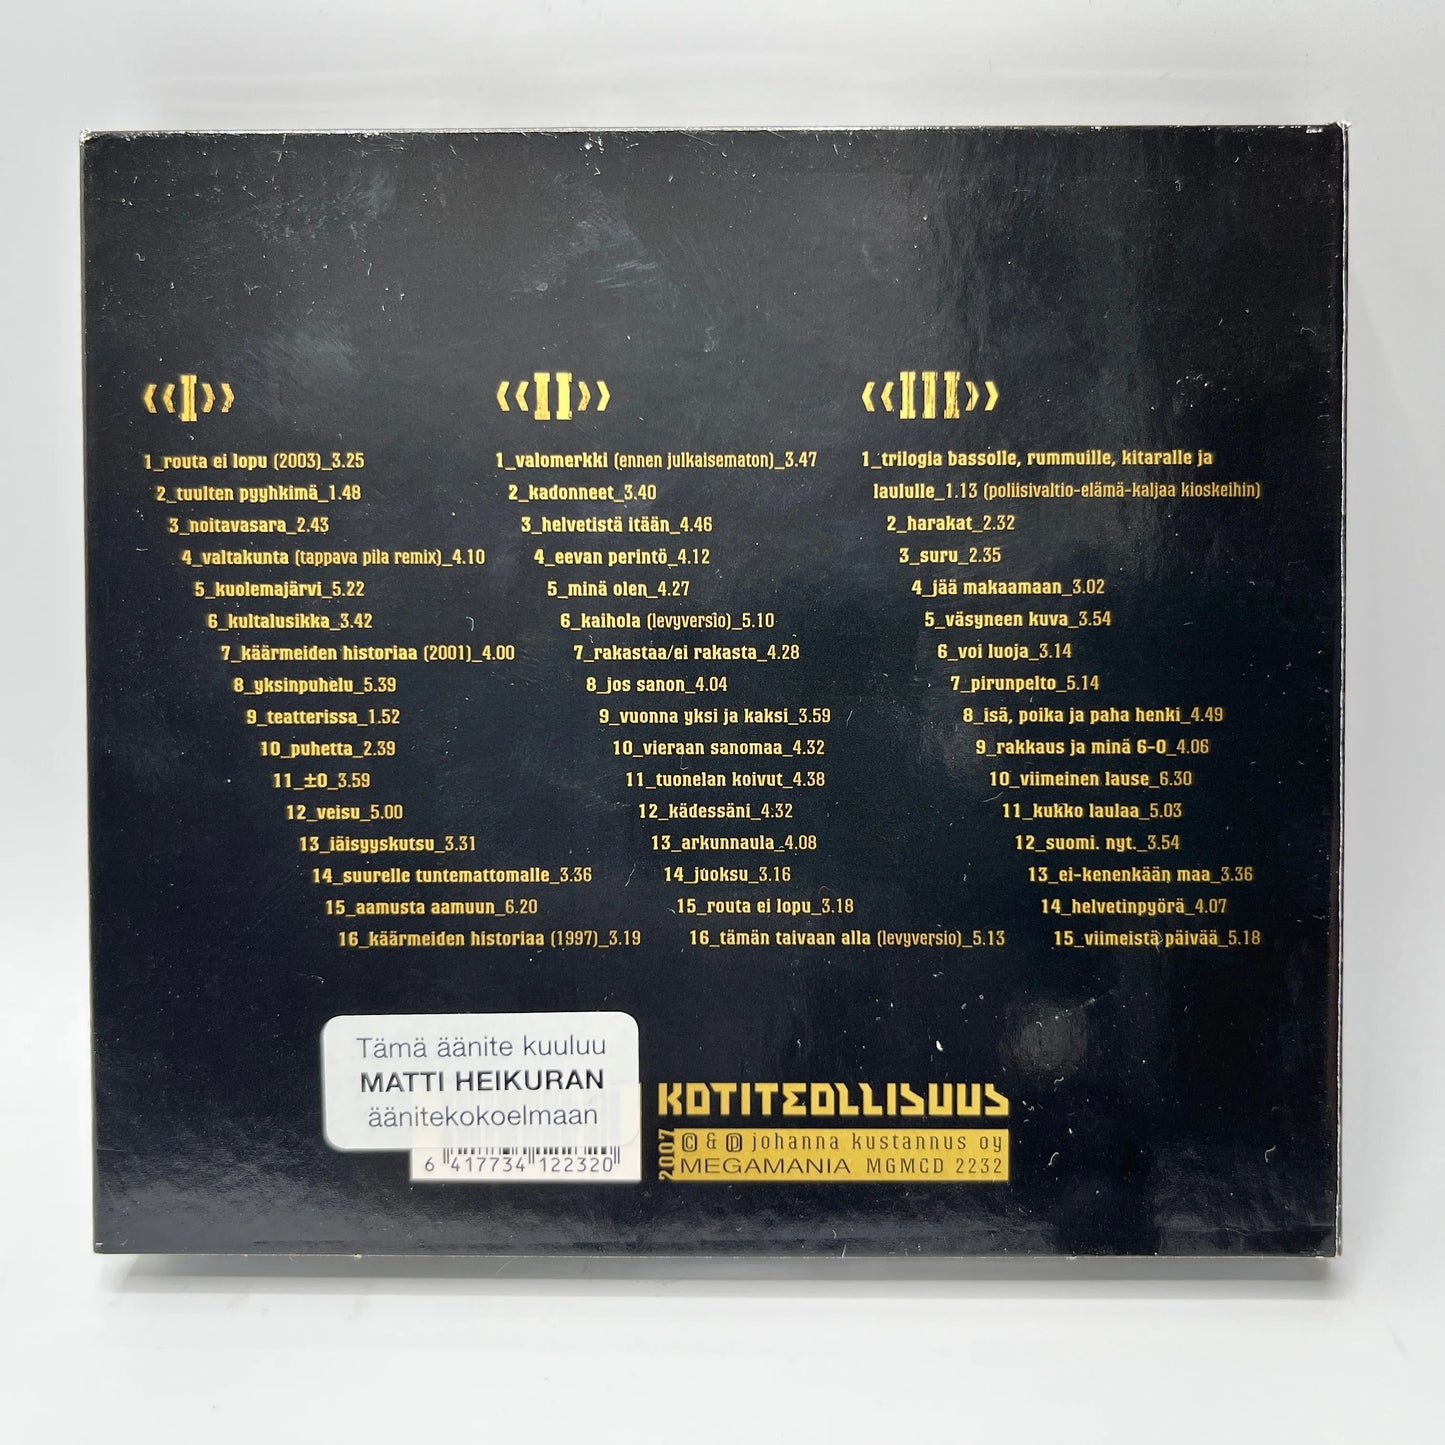 ‹‹I››
1_routa ei lopu (2003)_3.25
2_tuulten pyyhkimä_1.48
3_noitavasara_2.43
4_valtakunta (tappava pila remix)_4.10
5_kuolemajärvi_5.22
6_kultalusikka_3.42
7_käärmeiden historiaa (2001)_4.00
8_yksinpuhelu_5.39
9_teatterissa_1.52
10_puhetta_2.39
11_±0_3.59
12_veisu_5.00
13_iäisyyskutsu_3.31
14_suurelle tuntemattomalle_3.36
15_aamusta aamuun_6.20
16_käärmeiden historiaa (1997)_3.19
‹‹II››
1_valomerkki (ennen julkaisematon)_3.47
2_kadonneet_3.40
3_helvetistä itään_4.46
4_eevan perintö_4.12
5_minä olen_4.27
6_kaihola (levyversio)_5.10
7_rakastaa/ei rakasta_4.28
8_jos sanon_4.04
9_vuonna yksi ja kaksi_3.59
10_vieraan sanomaa_4.32
11_tuonelan koivut_4.38
12_kädessäni_4.32
13_arkunnaula_4.08
14_juoksu_3.16
15_routa ei lopu_3.18
16_tämän taivaan alla (levyversio)_5.13
‹‹III››
1_trilogia bassolle, rummuille, kitaralle ja
laululle_1.13 (poliisivaltio-elämä-kaljaa kioskeihin)
2_harakat_2.32
3_suru_2.35
4_jää makaamaan_3.02
5_väsyneen kuva_3.54
6_voi luoja_3.14
7_pirunpelto_5.14
8_isä, poika ja paha henki_4.49
9_rakkaus ja minä 6-0_4.06
10_viimeinen lause_6.30
11_kukko laulaa_5.03
12_suomi. nyt._3.54
13_ei-kenenkään maa_3.36
14_helvetinpyörä_4.07
15_viimeistä päivää_5.18
Tämä äänite kuuluu
MATTI HEIKURAN
äänitekokoelmaan
6 417734 122320
KOTITEOLLISUUS
2007
© & ℗ johanna kustannus oy
MEGAMANIA MGMCD 2232